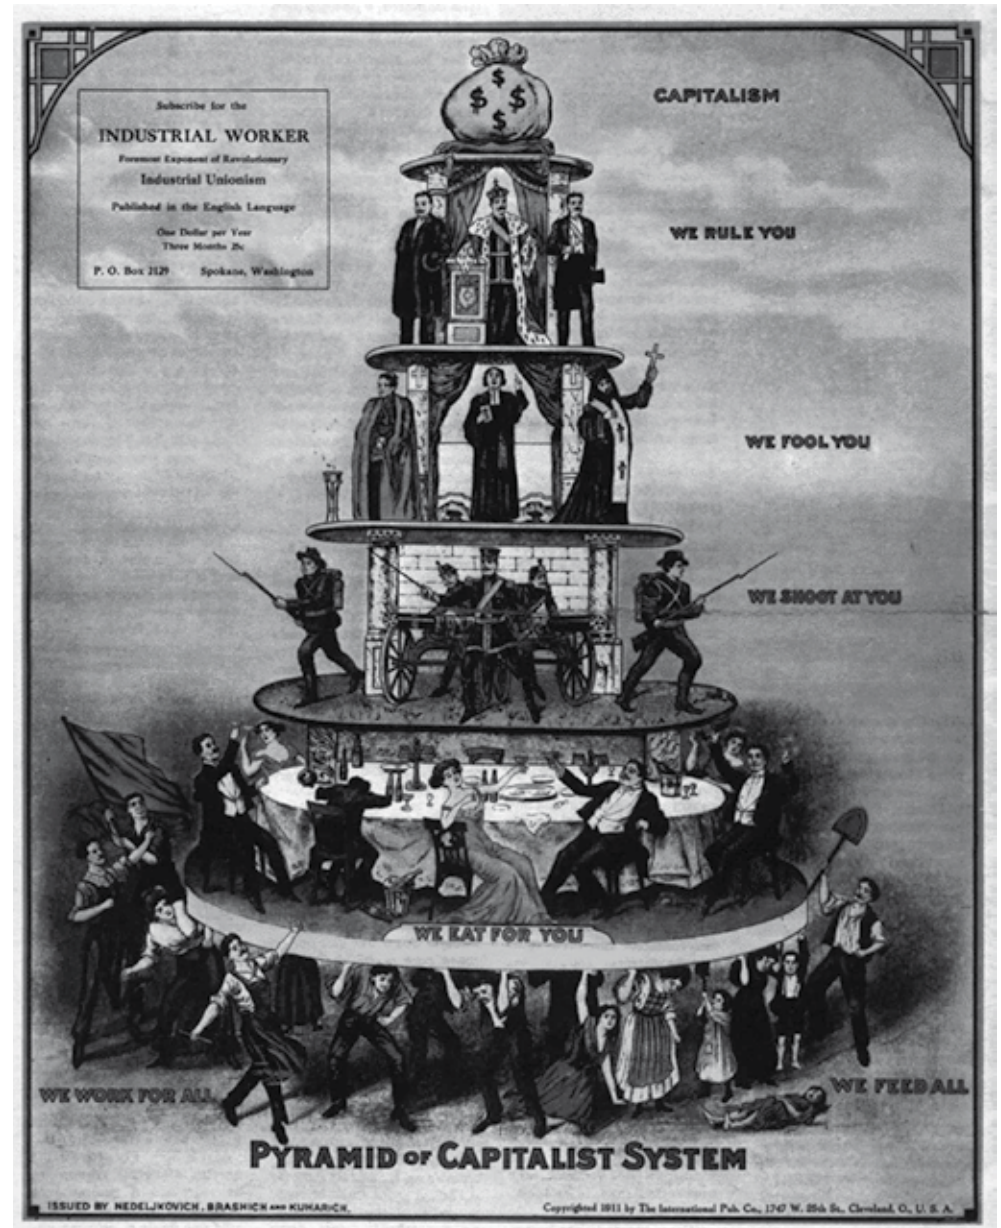 Subscribe for the
INDUSTRIAL WORKER
Foremost Exponent of Revolutionary
Industrial Unionism
Published in the English Language
One Dollar per Year
Three Months 25c
P. O. Box 2129 Spokane, Washington
$
$ $
$
CAPITALISM
WE RULE YOU
WE FOOL YOU
WE SHOOT AT YOU
WE EAT FOR YOU
WE WORK FOR ALL
WE FEED ALL
PYRAMID OF CAPITALIST SYSTEM
ISSUED BY NEDELJKOVICH, BRASHICH AND KUHARICH.
Copyrighted 1911 by The International Pub. Co., 1747 W. 25th St., Cleveland, O., U. S. A.